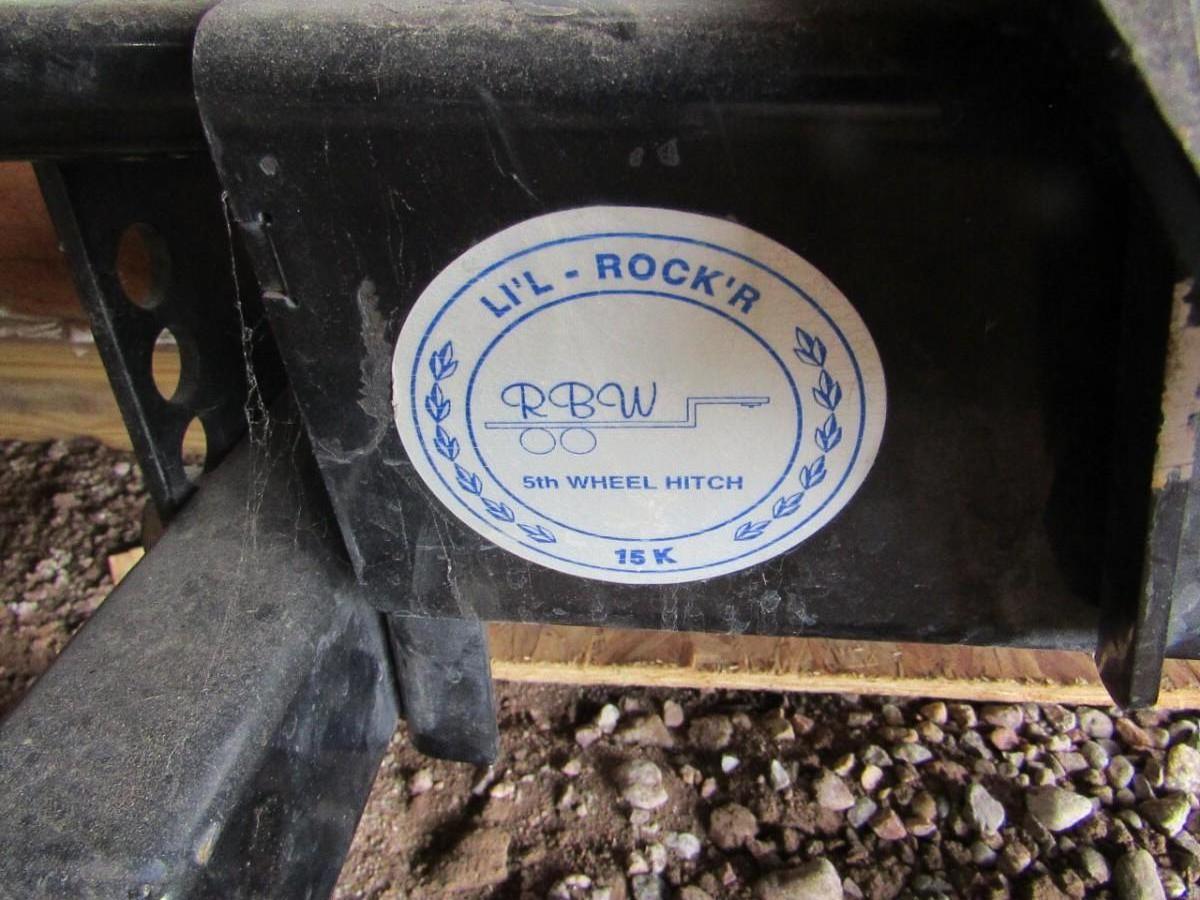 LI'L - ROCK'R
RBW
5th WHEEL HITCH
15 K